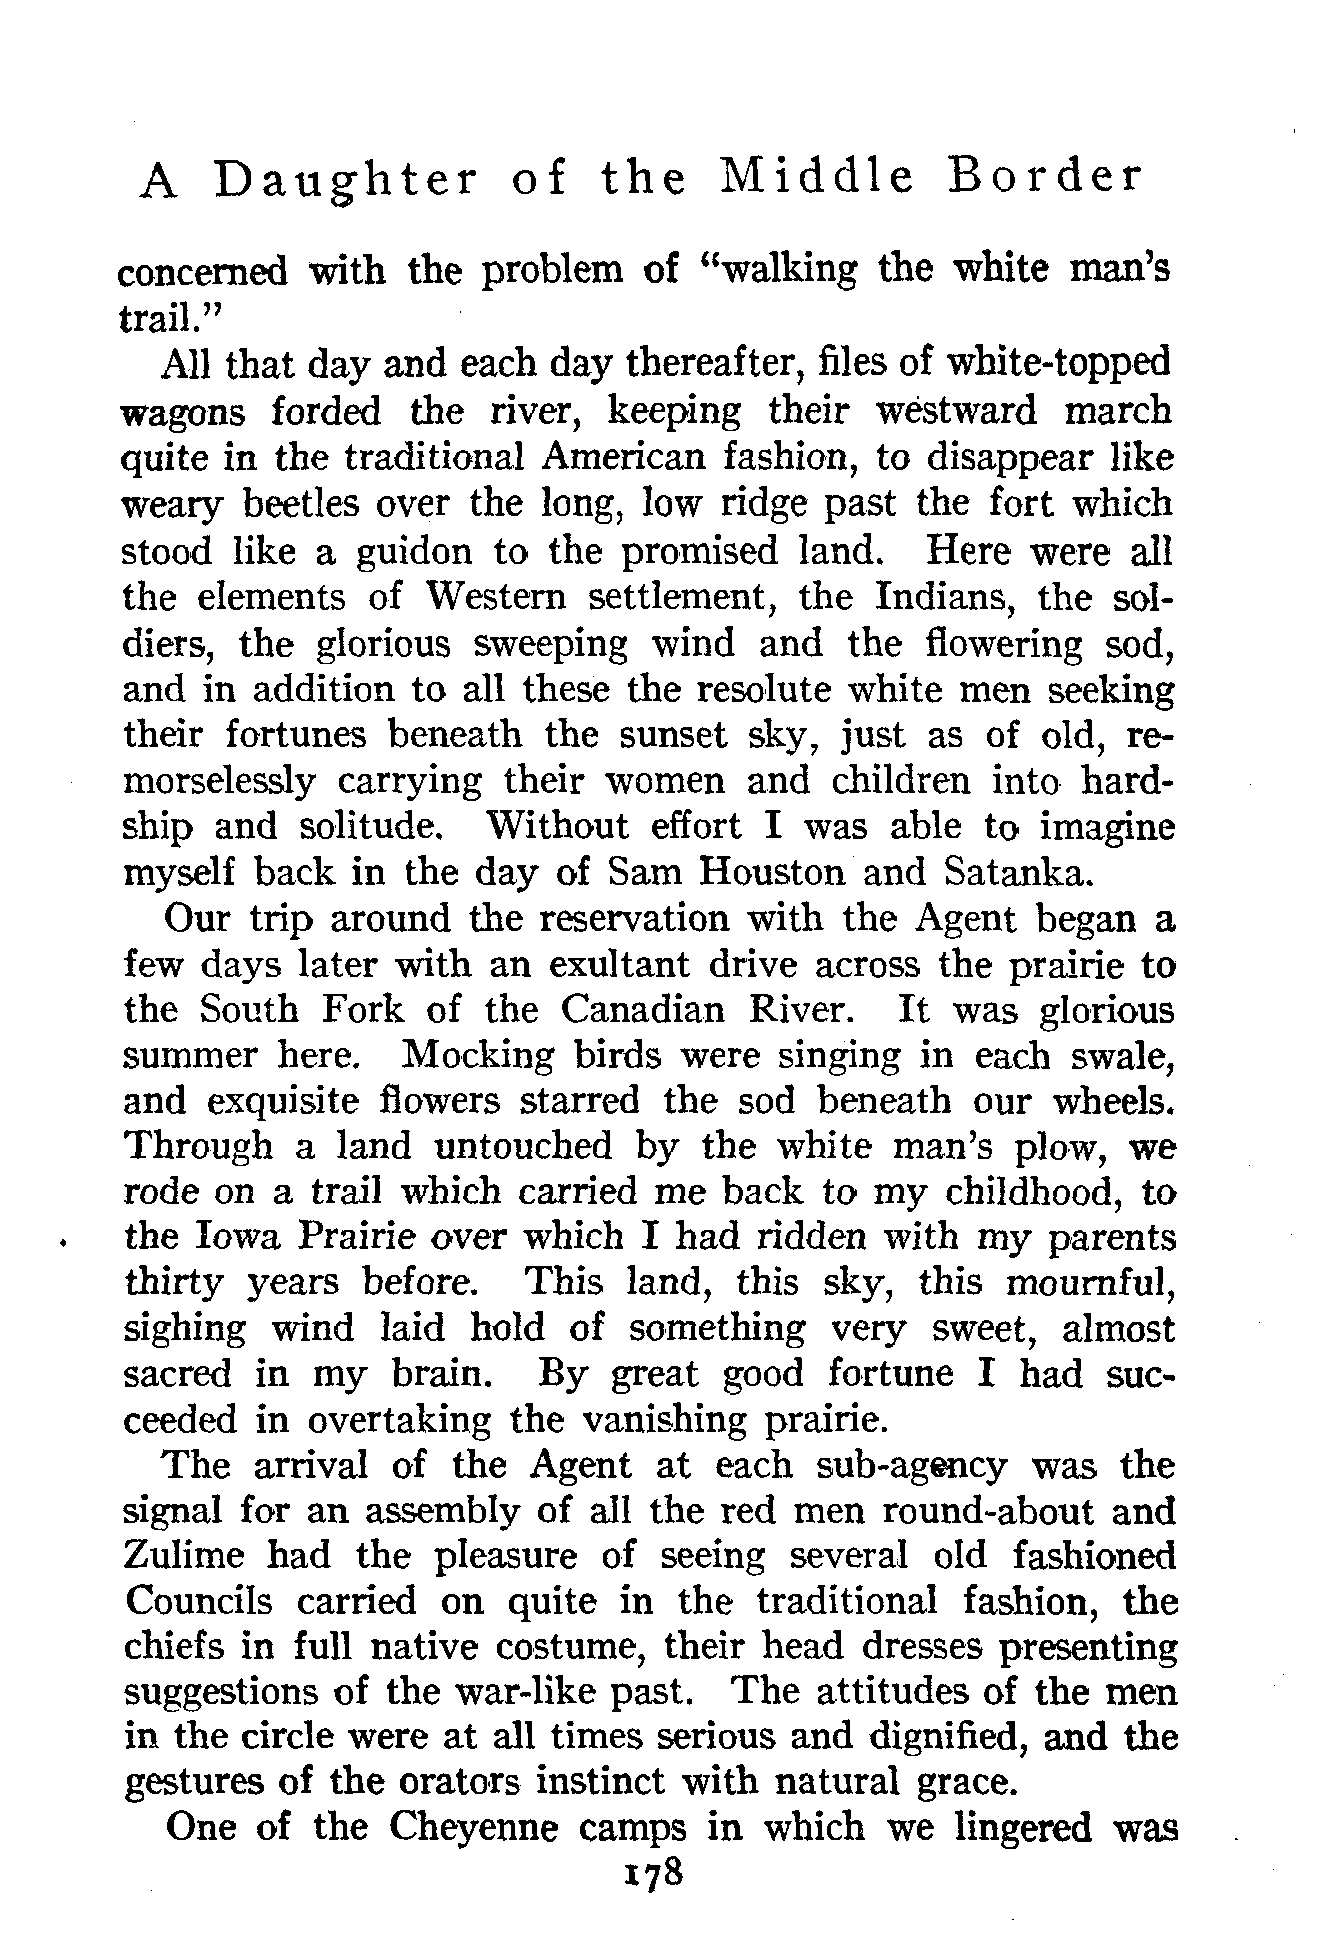 A Daughter of the Middle Border
concerned with the problem of "walking the white man's
trail."
All that day and each day thereafter, files of white-topped
wagons forded the river, keeping their westward march
quite in the traditional American fashion, to disappear like
weary beetles over the long, low ridge past the fort which
stood like a guidon to the promised land. Here were all
the elements of Western settlement, the Indians, the sol-
diers, the glorious sweeping wind and the flowering sod,
and in addition to all these the resolute white men seeking
their fortunes beneath the sunset sky, just as of old, re-
morselessly carrying their women and children into hard-
ship and solitude. Without effort I was able to imagine
myself back in the day of Sam Houston and Satanka.
Our trip around the reservation with the Agent began a
few days later with an exultant drive across the prairie to
the South Fork of the Canadian River. It was glorious
summer here. Mocking birds were singing in each swale,
and exquisite flowers starred the sod beneath our wheels.
Through a land untouched by the white man's plow, we
rode on a trail which carried me back to my childhood, to
the Iowa Prairie over which I had ridden with my parents
thirty years before. This land, this sky, this mournful,
sighing wind laid hold of something very sweet, almost
sacred in my brain. By great good fortune I had suc-
ceeded in overtaking the vanishing prairie.
The arrival of the Agent at each sub-agency was the
signal for an assembly of all the red men round-about and
Zulime had the pleasure of seeing several old fashioned
Councils carried on quite in the traditional fashion, the
chiefs in full native costume, their head dresses presenting
suggestions of the war-like past. The attitudes of the men
in the circle were at all times serious and dignified, and the
gestures of the orators instinct with natural grace.
One of the Cheyenne camps in which we lingered was
178